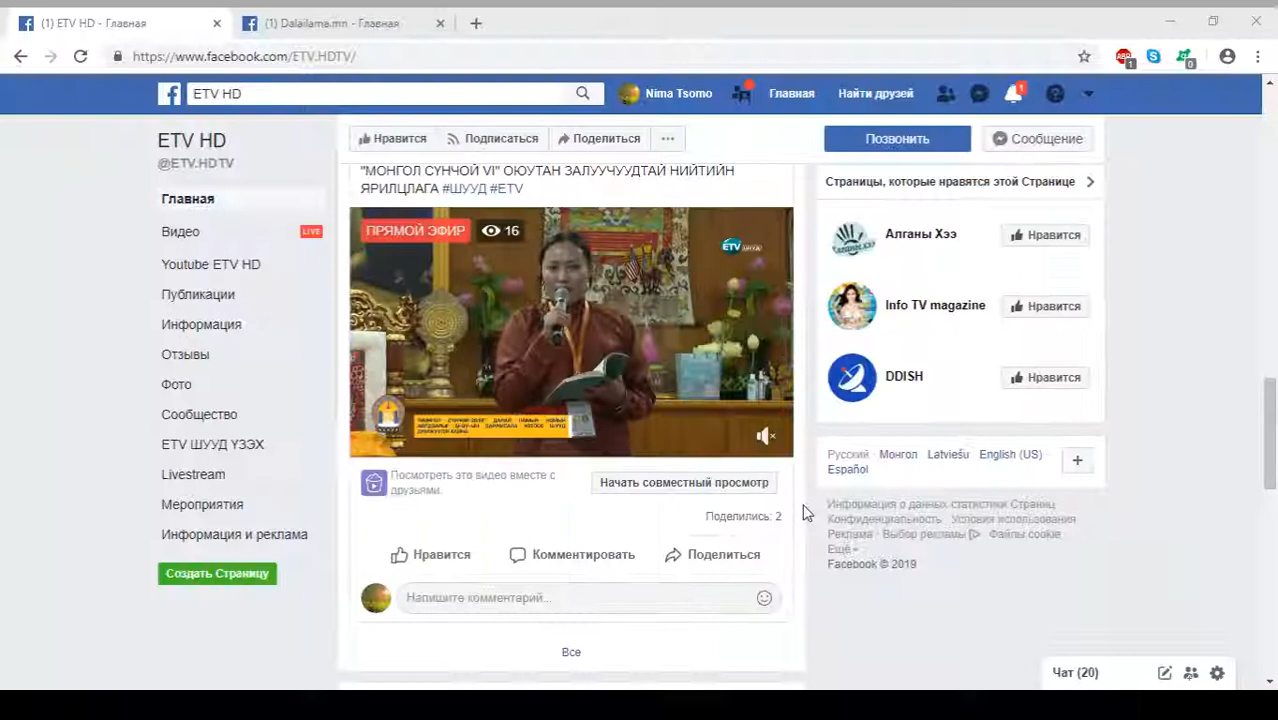 (1) ETV HD - Главная
(1) Dalailama.mn - Главная
https://www.facebook.com/ETV.HDTV/
ABP
1
0
ETV HD
Nima Tsomo
Главная
Найти друзей
1
ETV HD
@ETV.HDTV
Нравится
Подписаться
Поделиться
Позвонить
Сообщение
Главная
Видео
LIVE
Youtube ETV HD
Публикации
Информация
Отзывы
Фото
Сообщество
ETV ШУУД ҮЗЭХ
Livestream
Мероприятия
Информация и реклама
Создать Страницу
"МОНГОЛ СҮНЧОЙ VI" ОЮУТАН ЗАЛУУЧУУДТАЙ НИЙТИЙН
ЯРИЛЦЛАГА #ШУУД #ETV
ПРЯМОЙ ЭФИР
16
ETV ШУУД
Посмотреть это видео вместе с
друзьями.
Начать совместный просмотр
Поделились: 2
Нравится
Комментировать
Поделиться
Напишите комментарий...
Все
Страницы, которые нравятся этой Странице
Алганы Хээ
Нравится
Info TV magazine
Нравится
DDISH
Нравится
Русский · Монгол · Latviešu · English (US) ·
Español
Информация о данных статистики Страниц
Конфиденциальность · Условия использования
Реклама · Выбор рекламы · Файлы cookie ·
Ещё
Facebook © 2019
Чат (20)